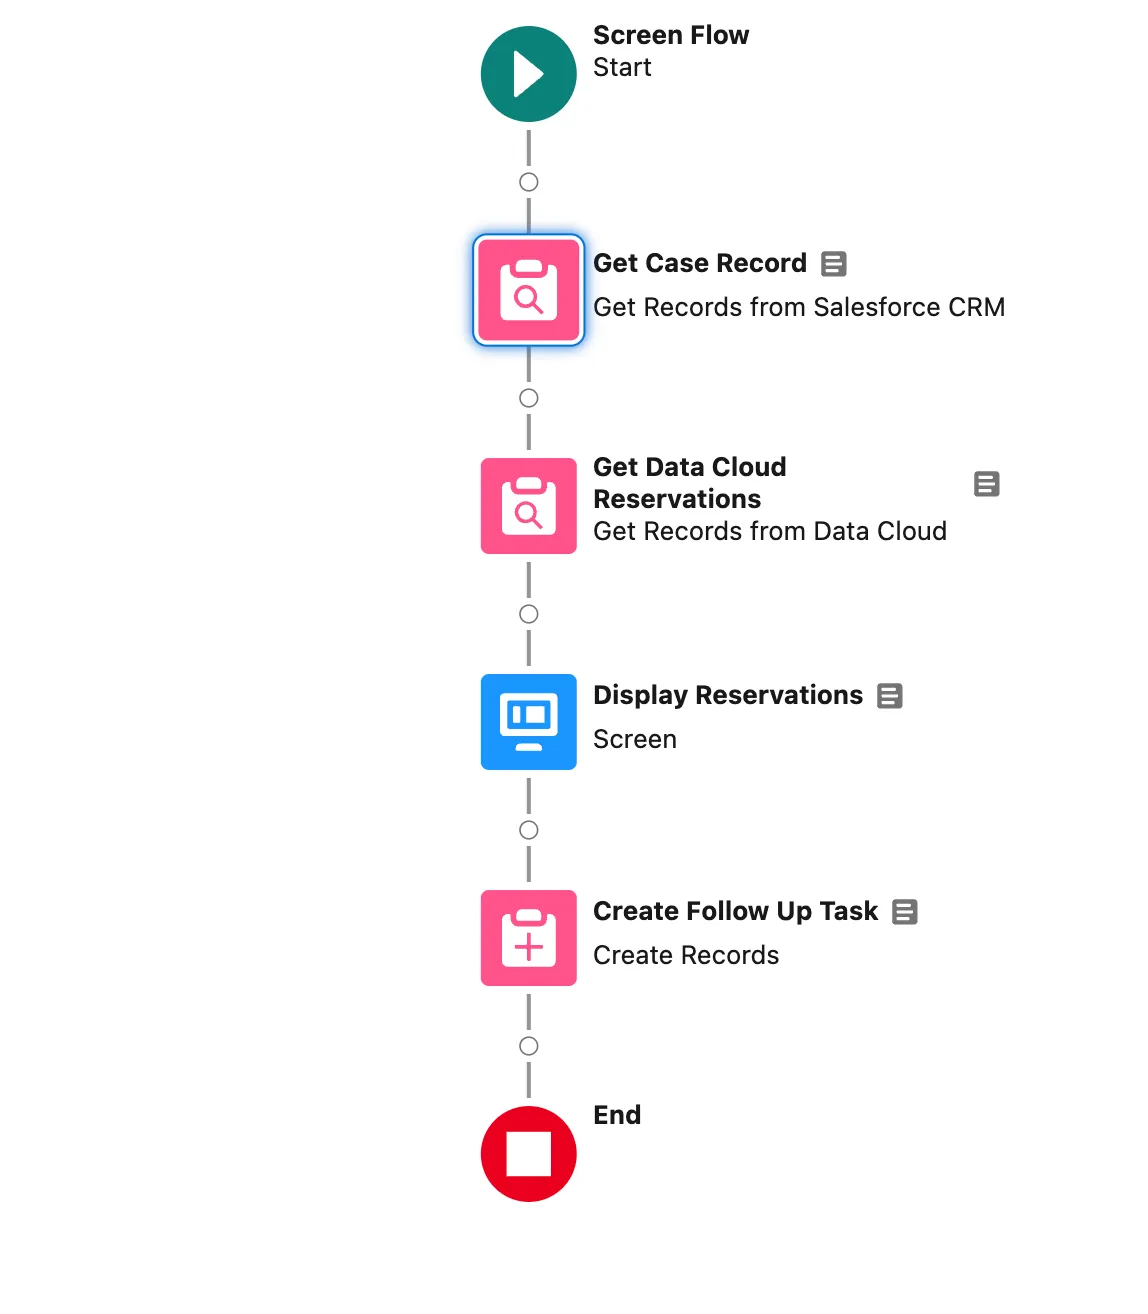 Screen Flow
Start
Get Case Record
Get Records from Salesforce CRM
Get Data Cloud
Reservations
Get Records from Data Cloud
Display Reservations
Screen
Create Follow Up Task
Create Records
End